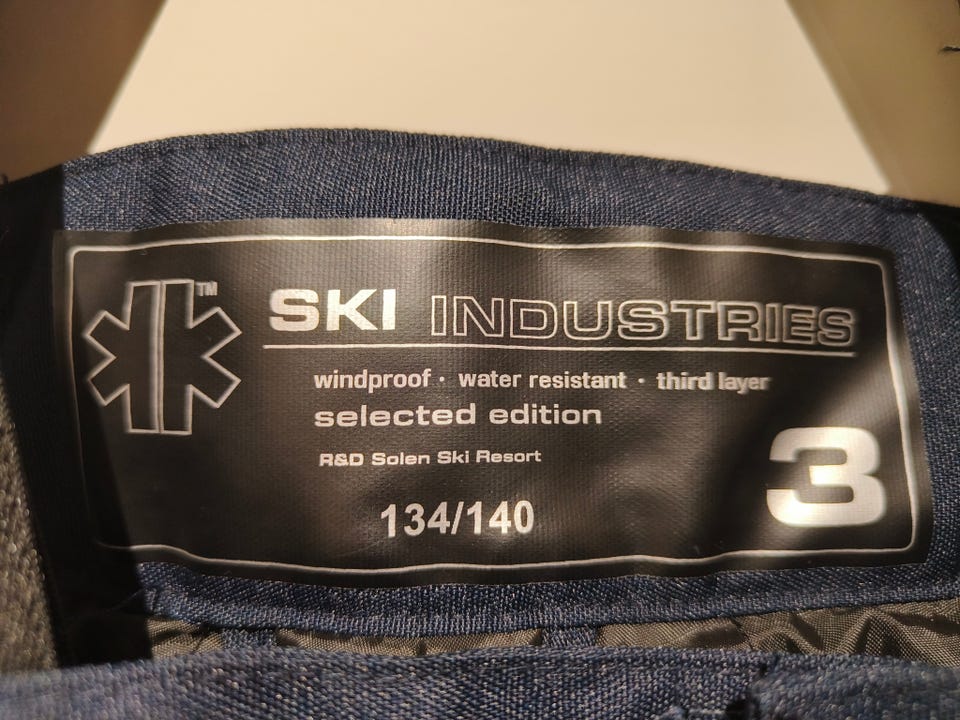 SKI INDUSTRIES
TM
windproof · water resistant · third layer
selected edition
R&D Solen Ski Resort
134/140
3